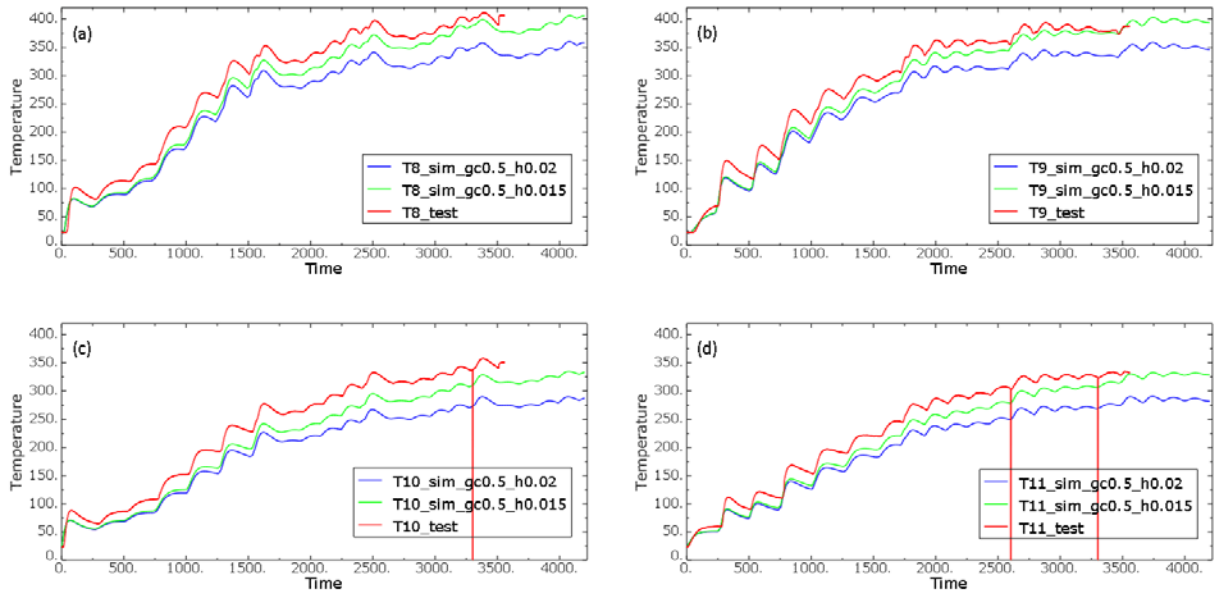 (a)
400.
350.
300.
250.
200.
150.
100.
50.
0.
Temperature
0. 500. 1000. 1500. 2000. 2500. 3000. 3500. 4000.
Time
T8_sim_gc0.5_h0.02
T8_sim_gc0.5_h0.015
T8_test
(b)
400.
350.
300.
250.
200.
150.
100.
50.
0.
Temperature
0. 500. 1000. 1500. 2000. 2500. 3000. 3500. 4000.
Time
T9_sim_gc0.5_h0.02
T9_sim_gc0.5_h0.015
T9_test
(c)
400.
350.
300.
250.
200.
150.
100.
50.
0.
Temperature
0. 500. 1000. 1500. 2000. 2500. 3000. 3500. 4000.
Time
T10_sim_gc0.5_h0.02
T10_sim_gc0.5_h0.015
T10_test
(d)
400.
350.
300.
250.
200.
150.
100.
50.
0.
Temperature
0. 500. 1000. 1500. 2000. 2500. 3000. 3500. 4000.
Time
T11_sim_gc0.5_h0.02
T11_sim_gc0.5_h0.015
T11_test